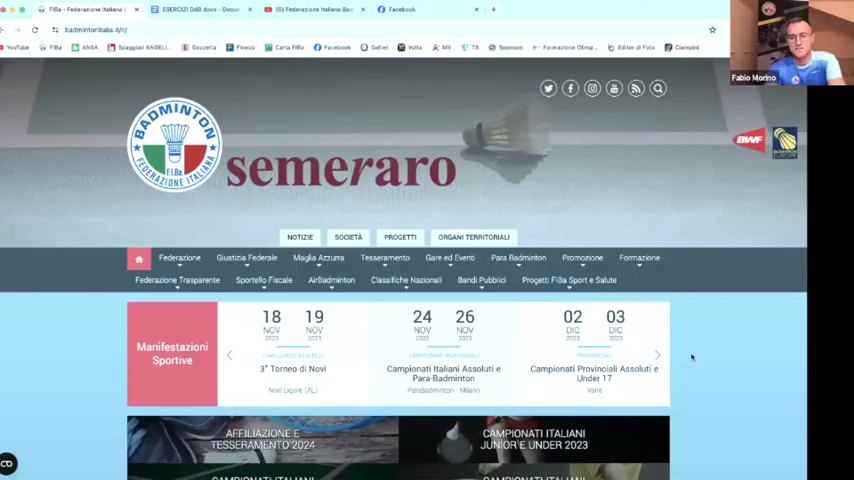 FIBa - Federazione Italiana
ESERCIZI DdB.docx - Docum
(5) Federazione Italiana Bad
Facebook
badmintonitalia.it/it/
YouTube
FIBa
ANSA
Spaggiari ANGELI...
Gazzetta
Fineco
Carta FIBa
Facebook
Galilei
Volta
MV
TS
Sponsos
Formazione Olimp...
Editor di Foto
Ciampini
Fabio Morino
BADMINTON
FEDERAZIONE ITALIANA
F.I.Ba.
semeraro
BWF
BADMINTON
EUROPE
NOTIZIE
SOCIETÀ
PROGETTI
ORGANI TERRITORIALI
Federazione
Giustizia Federale
Maglia Azzurra
Tesseramento
Gare ed Eventi
Para Badminton
Promozione
Formazione
Federazione Trasparente
Sportello Fiscale
AirBadminton
Classifiche Nazionali
Bandi Pubblici
Progetti FIBa Sport e Salute
Manifestazioni
Sportive
18 19
NOV NOV
2023 2023
3° Torneo di Novi
Novi Ligure (AL)
24 26
NOV NOV
2023 2023
CAMPIONATI INDIVIDUALI
Campionati Italiani Assoluti e
Para-Badminton
PalaBadminton - Milano
02 03
DIC DIC
2023 2023
PROVINCIALI
Campionati Provinciali Assoluti e
Under 17
Varie
AFFILIAZIONE E
TESSERAMENTO 2024
CAMPIONATI ITALIANI
JUNIOR E UNDER 2023